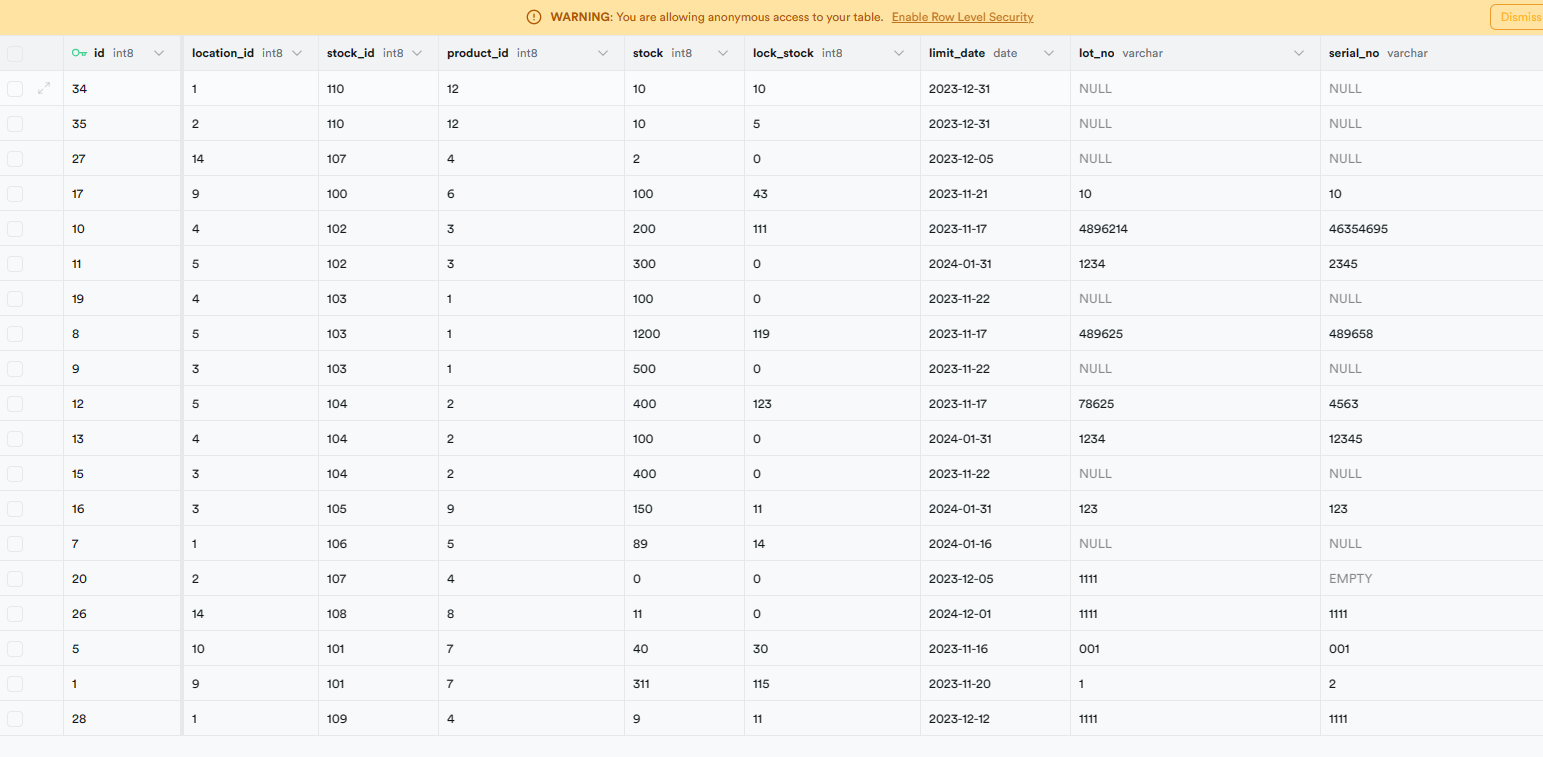 WARNING: You are allowing anonymous access to your table. Enable Row Level Security Dismiss
id int8 location_id int8 stock_id int8 product_id int8 stock int8 lock_stock int8 limit_date date lot_no varchar serial_no varchar
34 1 110 12 10 10 2023-12-31 NULL NULL
35 2 110 12 10 5 2023-12-31 NULL NULL
27 14 107 4 2 0 2023-12-05 NULL NULL
17 9 100 6 100 43 2023-11-21 10 10
10 4 102 3 200 111 2023-11-17 4896214 46354695
11 5 102 3 300 0 2024-01-31 1234 2345
19 4 103 1 100 0 2023-11-22 NULL NULL
8 5 103 1 1200 119 2023-11-17 489625 489658
9 3 103 1 500 0 2023-11-22 NULL NULL
12 5 104 2 400 123 2023-11-17 78625 4563
13 4 104 2 100 0 2024-01-31 1234 12345
15 3 104 2 400 0 2023-11-22 NULL NULL
16 3 105 9 150 11 2024-01-31 123 123
7 1 106 5 89 14 2024-01-16 NULL NULL
20 2 107 4 0 0 2023-12-05 1111 EMPTY
26 14 108 8 11 0 2024-12-01 1111 1111
5 10 101 7 40 30 2023-11-16 001 001
1 9 101 7 311 115 2023-11-20 1 2
28 1 109 4 9 11 2023-12-12 1111 1111